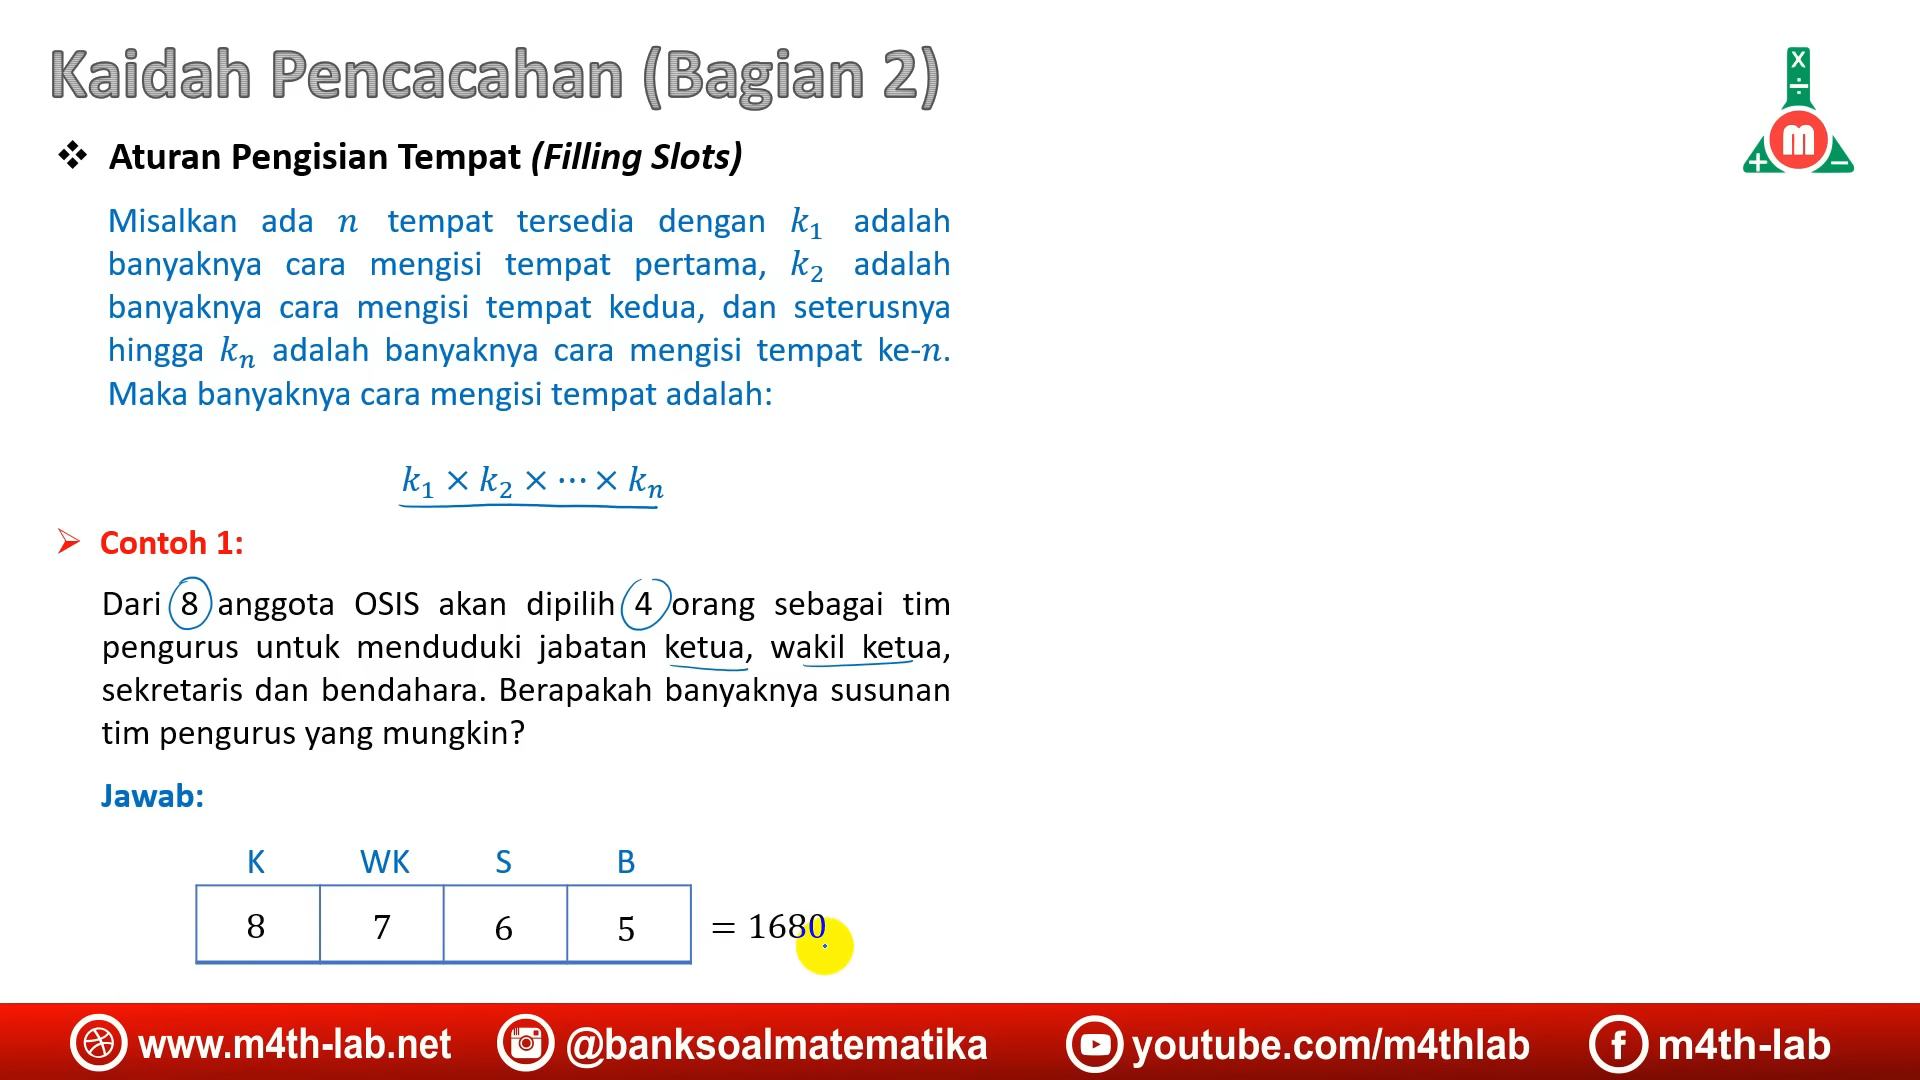 Kaidah Pencacahan (Bagian 2)
❖ Aturan Pengisian Tempat (Filling Slots)
Misalkan ada n tempat tersedia dengan k₁ adalah
banyaknya cara mengisi tempat pertama, k₂ adalah
banyaknya cara mengisi tempat kedua, dan seterusnya
hingga kₙ adalah banyaknya cara mengisi tempat ke-n.
Maka banyaknya cara mengisi tempat adalah:
k₁ × k₂ × ⋯ × kₙ
➢ Contoh 1:
Dari 8 anggota OSIS akan dipilih 4 orang sebagai tim
pengurus untuk menduduki jabatan ketua, wakil ketua,
sekretaris dan bendahara. Berapakah banyaknya susunan
tim pengurus yang mungkin?
Jawab:
K WK S B
8 7 6 5 = 1680
www.m4th-lab.net @banksoalmatematika youtube.com/m4thlab m4th-lab
X ÷ m + −